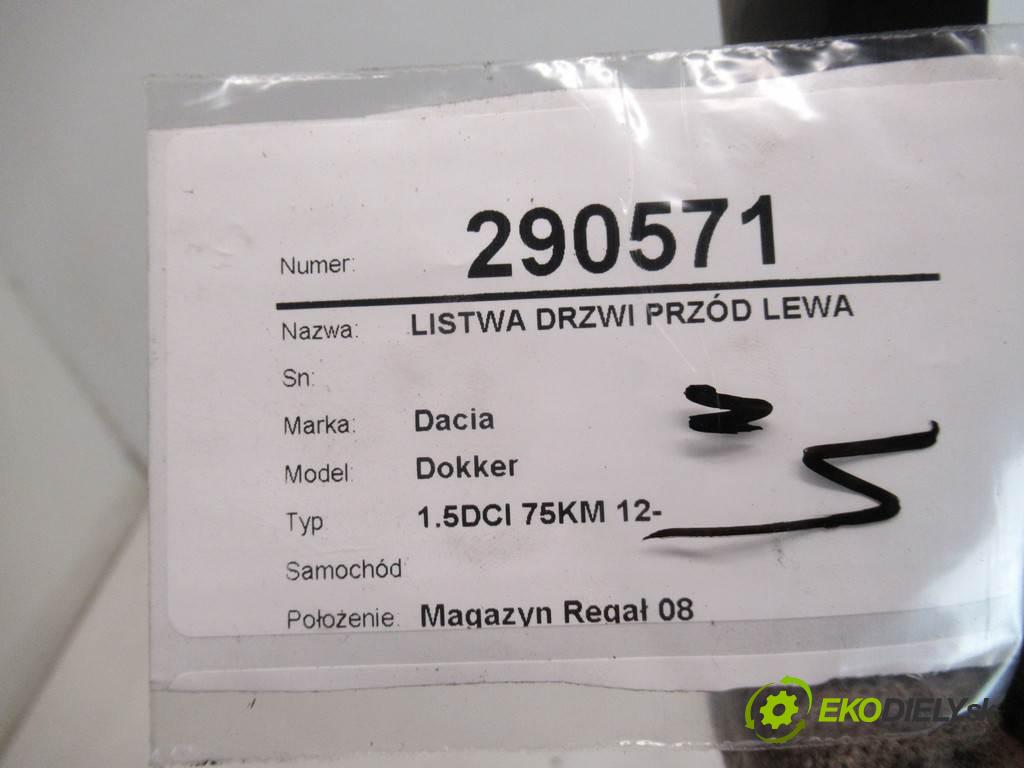 Numer: 290571
Nazwa: LISTWA DRZWI PRZÓD LEWA
Sn:
Marka: Dacia
Model: Dokker
Typ 1.5DCI 75KM 12-
5
Samochód
Położenie: Magazyn Regał 08
EKODIELY.sk